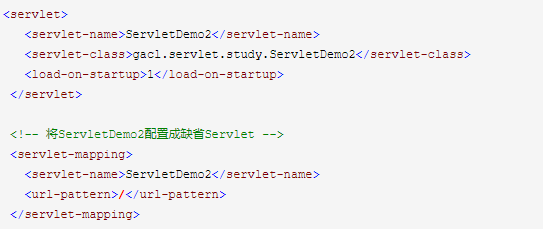 <servlet>
<servlet-name>ServletDemo2</servlet-name>
<servlet-class>gacl.servlet.study.ServletDemo2</servlet-class>
<load-on-startup>1</load-on-startup>
</servlet>
<!-- 将ServletDemo2配置成缺省Servlet -->
<servlet-mapping>
<servlet-name>ServletDemo2</servlet-name>
<url-pattern>/</url-pattern>
</servlet-mapping>